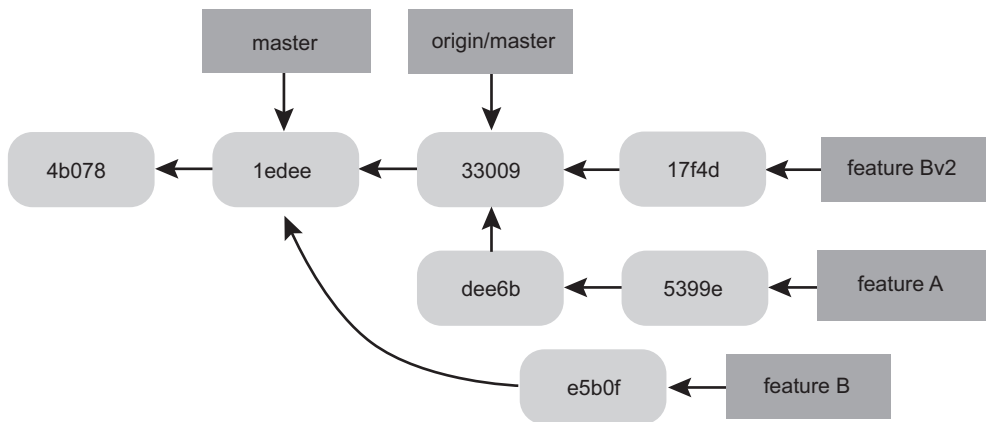 master
origin/master
4b078
1edee
33009
17f4d
feature Bv2
dee6b
5399e
feature A
e5b0f
feature B